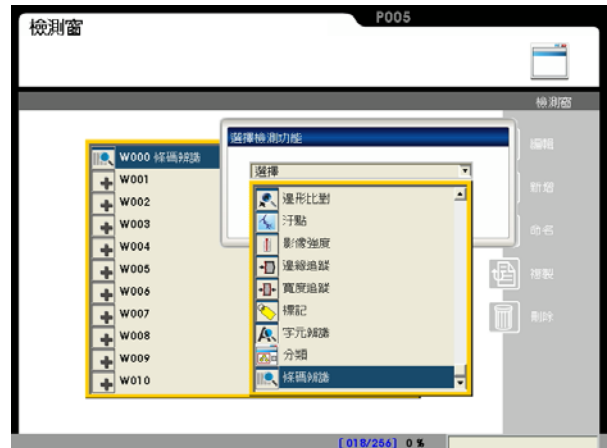 P005
檢測窗
檢測窗
選擇檢測功能
編輯
W000 條碼辨識
選擇
W001
新增
邊形比對
W002
汙點
W003
命名
影像強度
W004
邊緣追蹤
W005
複製
寬度追蹤
W006
標記
W007
刪除
字元辨識
W008
分類
W009
條碼辨識
W010
[018/256] 0 %